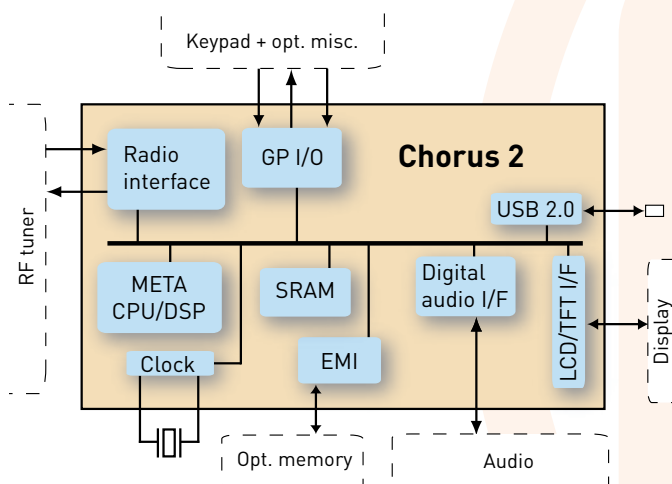 Keypad + opt. misc.
Radio
interface
GP I/O
Chorus 2
USB 2.0
RF tuner
META
CPU/DSP
SRAM
Digital
audio I/F
LCD/TFT I/F
Display
Clock
EMI
Opt. memory
Audio